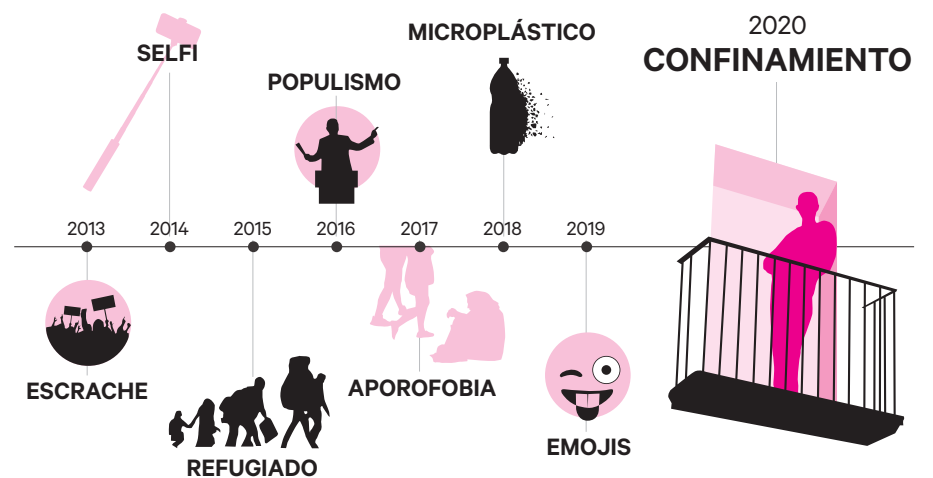 SELFI
POPULISMO
MICROPLÁSTICO
2020
CONFINAMIENTO
2013
2014
2015
2016
2017
2018
2019
ESCRACHE
REFUGIADO
APOROFOBIA
EMOJIS